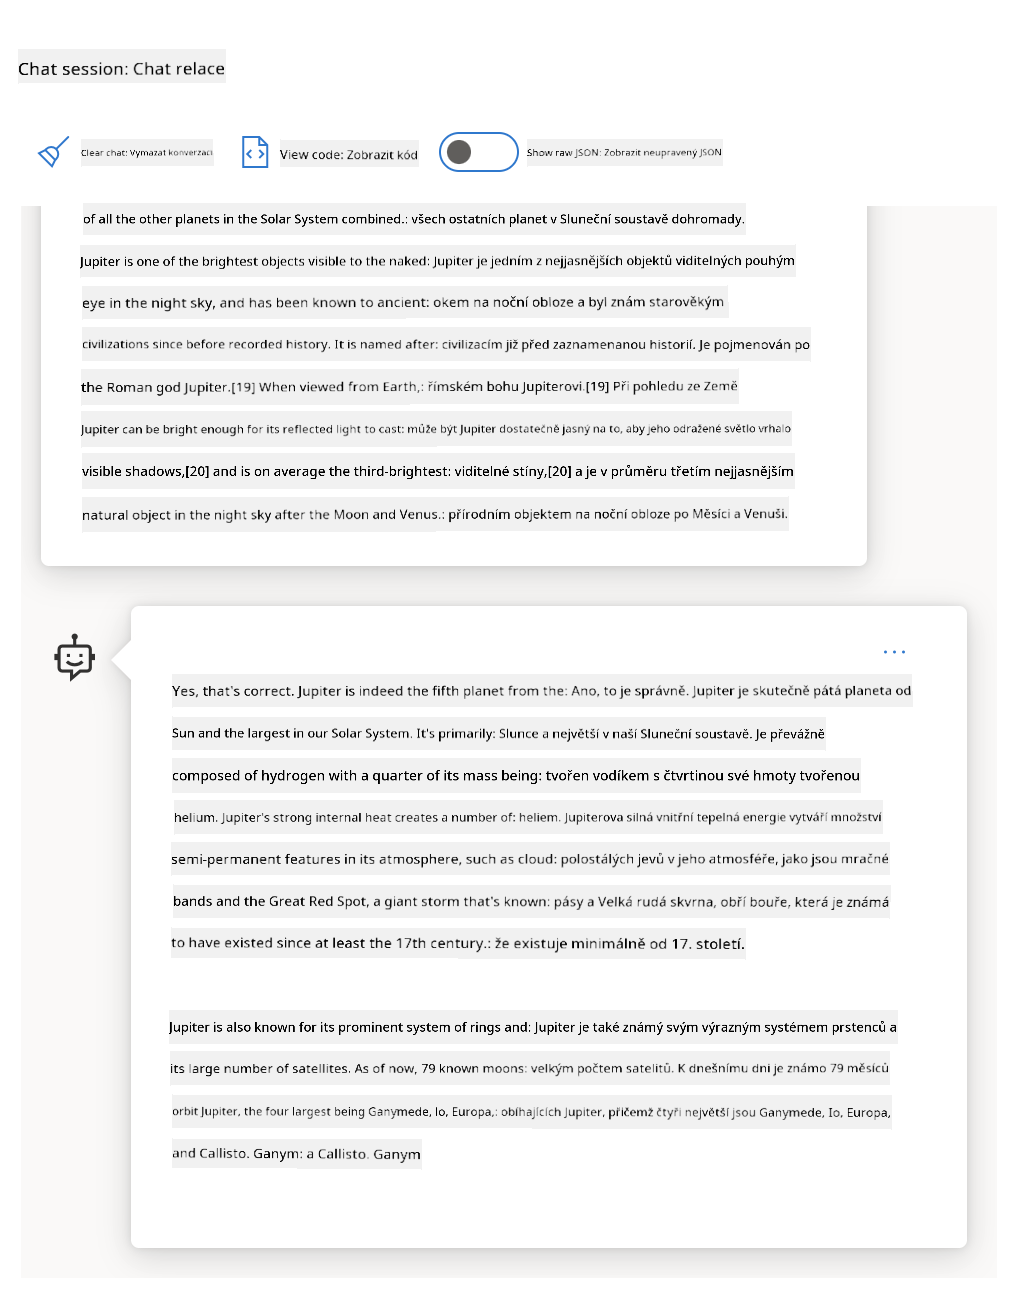 Chat session: Chat relace
Clear chat: Vymazat konverzaci
View code: Zobrazit kód
Show raw JSON: Zobrazit neupravený JSON
of all the other planets in the Solar System combined.: všech ostatních planet v Sluneční soustavě dohromady.
Jupiter is one of the brightest objects visible to the naked: Jupiter je jedním z nejjasnějších objektů viditelných pouhým
eye in the night sky, and has been known to ancient: okem na noční obloze a byl znám starověkým
civilizations since before recorded history. It is named after: civilizacím již před zaznamenanou historií. Je pojmenován po
the Roman god Jupiter.[19] When viewed from Earth,: římském bohu Jupiterovi.[19] Při pohledu ze Země
Jupiter can be bright enough for its reflected light to cast: může být Jupiter dostatečně jasný na to, aby jeho odražené světlo vrhalo
visible shadows,[20] and is on average the third-brightest: viditelné stíny,[20] a je v průměru třetím nejjasnějším
natural object in the night sky after the Moon and Venus.: přírodním objektem na noční obloze po Měsíci a Venuši.
Yes, that's correct. Jupiter is indeed the fifth planet from the: Ano, to je správně. Jupiter je skutečně pátá planeta od
Sun and the largest in our Solar System. It's primarily: Slunce a největší v naší Sluneční soustavě. Je převážně
composed of hydrogen with a quarter of its mass being: tvořen vodíkem s čtvrtinou své hmoty tvořenou
helium. Jupiter's strong internal heat creates a number of: heliem. Jupiterova silná vnitřní tepelná energie vytváří množství
semi-permanent features in its atmosphere, such as cloud: polostálých jevů v jeho atmosféře, jako jsou mračné
bands and the Great Red Spot, a giant storm that's known: pásy a Velká rudá skvrna, obří bouře, která je známá
to have existed since at least the 17th century.: že existuje minimálně od 17. století.
Jupiter is also known for its prominent system of rings and: Jupiter je také známý svým výrazným systémem prstenců a
its large number of satellites. As of now, 79 known moons: velkým počtem satelitů. K dnešnímu dni je známo 79 měsíců
orbit Jupiter, the four largest being Ganymede, Io, Europa,: obíhajících Jupiter, přičemž čtyři největší jsou Ganymede, Io, Europa,
and Callisto. Ganym: a Callisto. Ganym